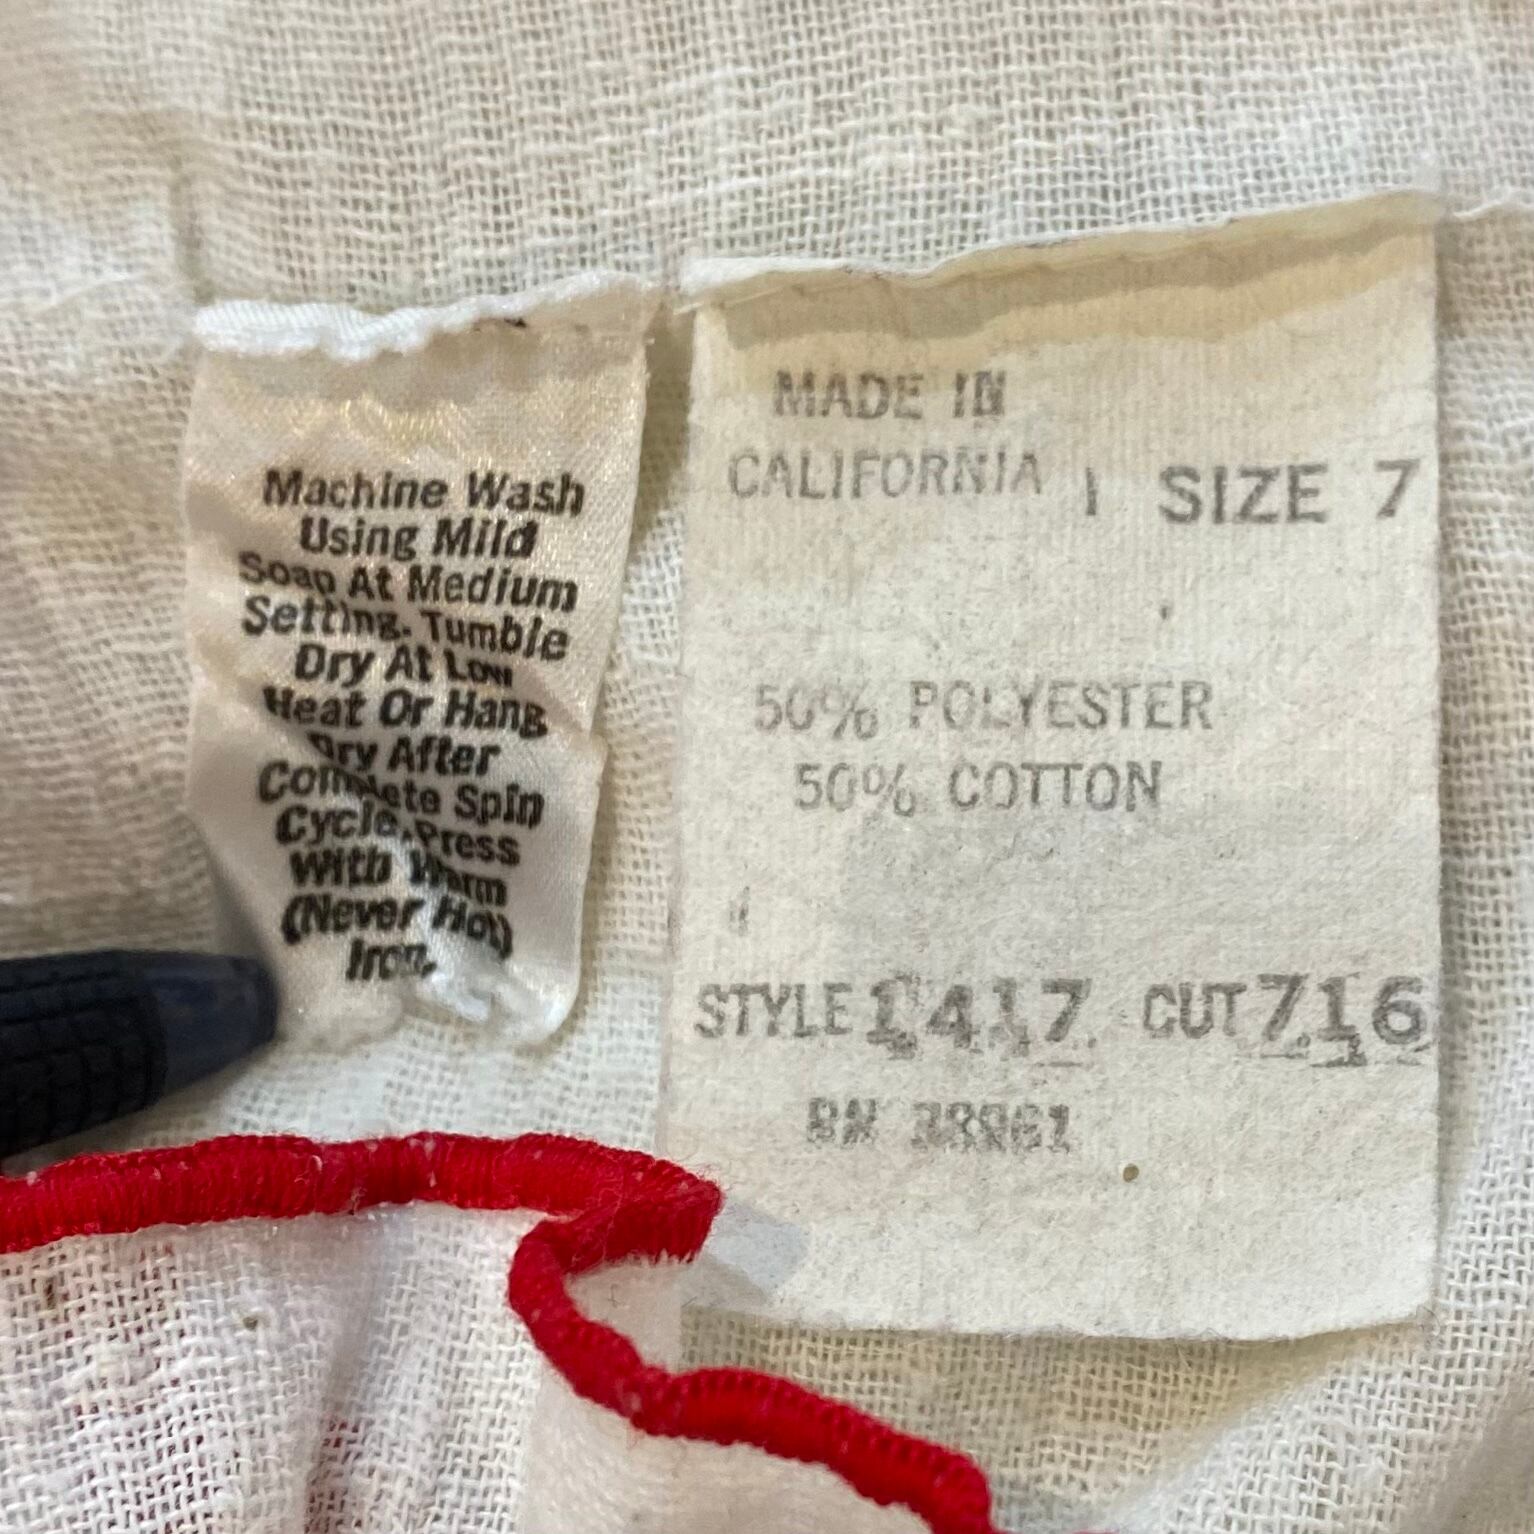 Machine Wash
Using Mild
Soap At Medium
Setting. Tumble
Dry At Low
Heat Or Hang
Dry After
Complete Spin
Cycle. Press
With Warm
(Never Hot)
Iron.
MADE IN
CALIFORNIA
SIZE 7
50% POLYESTER
50% COTTON
STYLE 1417 CUT 716
RN